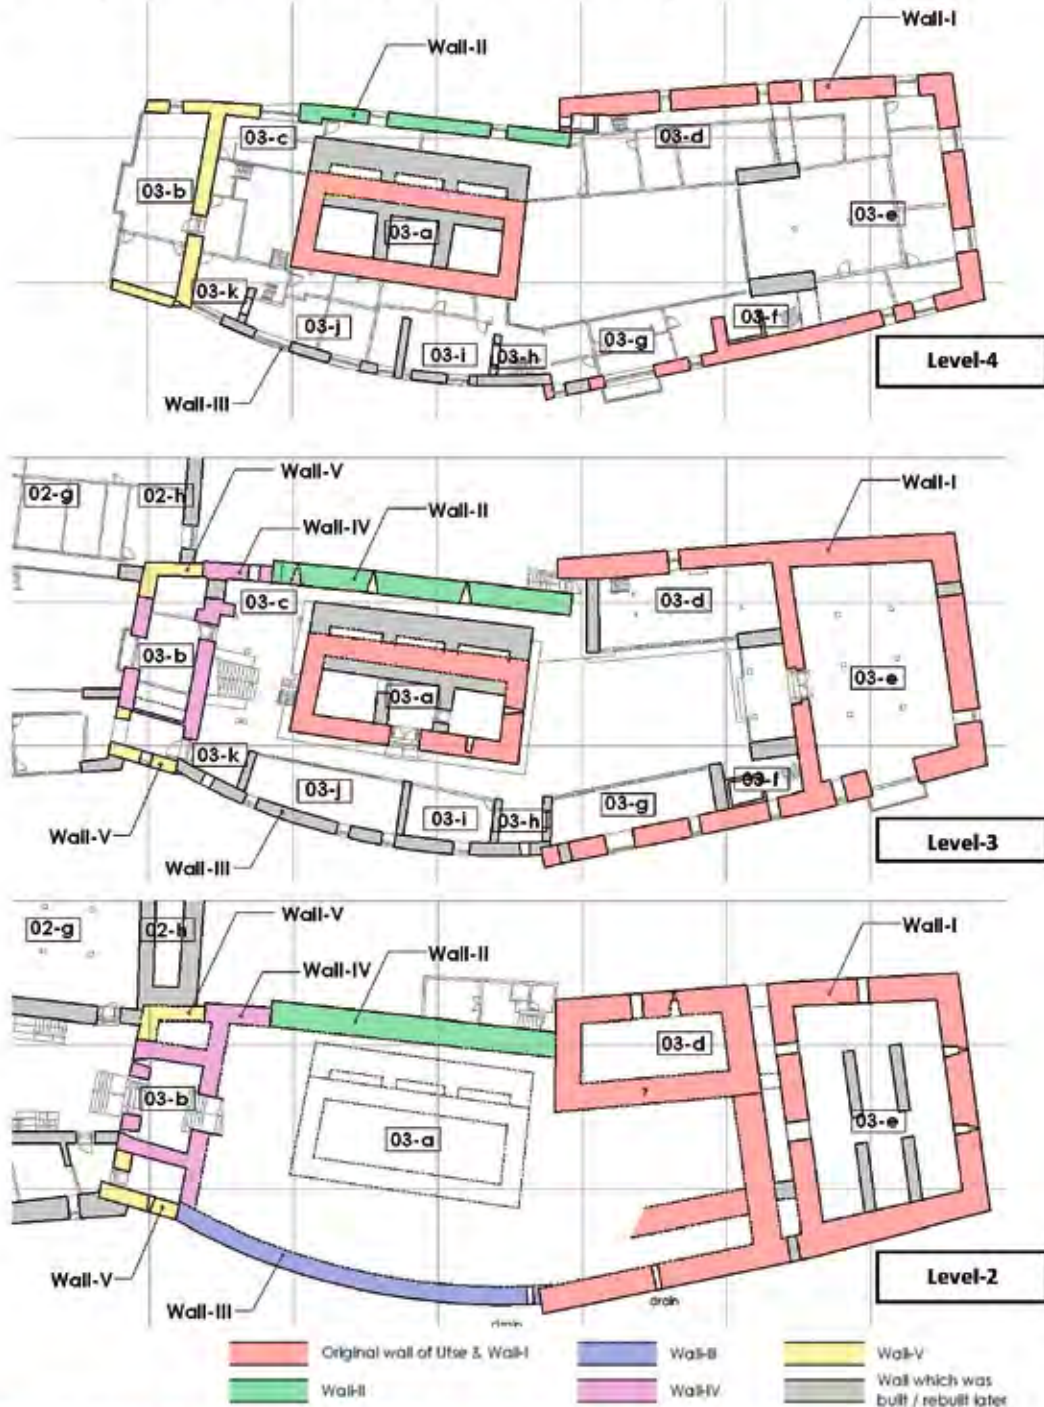 Wall-I
Wall-II
03-c
03-d
03-b
03-e
03-a
03-k
03-j
03-f
03-g
03-i
03-h
Level-4
Wall-III
Wall-V
Wall-I
02-g
02-h
Wall-II
Wall-IV
03-c
03-d
03-b
03-e
03-a
03-k
03-j
03-f
03-g
03-i
03-h
Wall-V
Level-3
Wall-III
Wall-V
Wall-I
02-g
02-h
Wall-II
Wall-IV
03-d
03-b
?
03-e
03-a
Wall-V
Level-2
Wall-III
drain
drain
Original wall of Utse & Wall-I
Wall-III
Wall-V
Wall-II
Wall-IV
Wall which was
built / rebuilt later